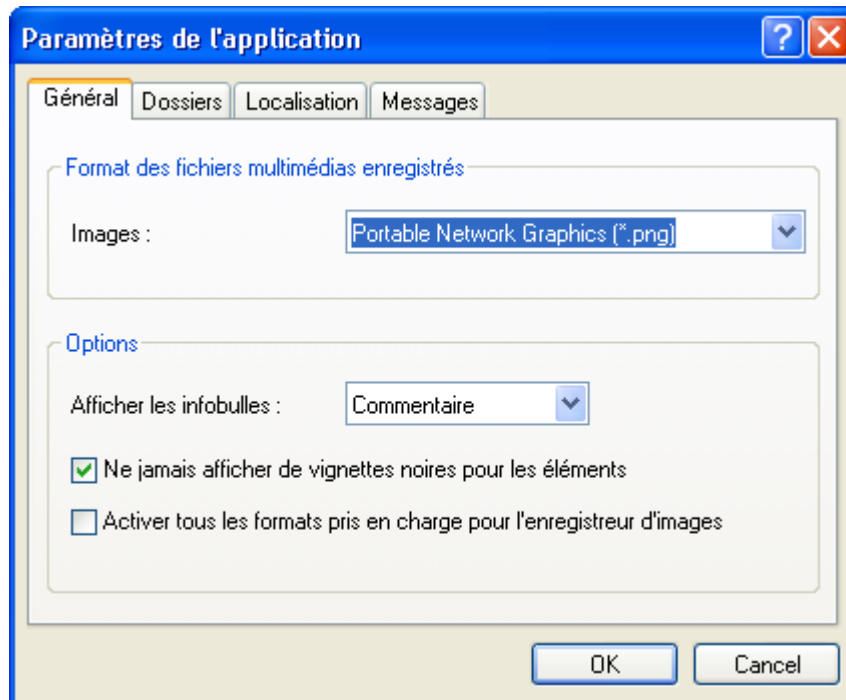 Paramètres de l'application
Général Dossiers Localisation Messages
Format des fichiers multimédias enregistrés
Images : Portable Network Graphics (*.png)
Options
Afficher les infobulles : Commentaire
Ne jamais afficher de vignettes noires pour les éléments
Activer tous les formats pris en charge pour l'enregistreur d'images
OK Cancel